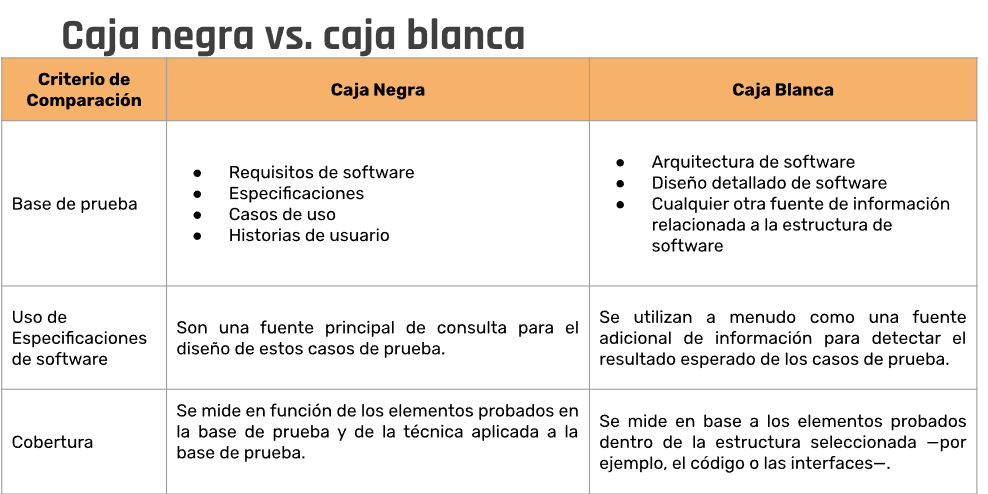 Caja negra vs. caja blanca
Criterio de
Comparación
Caja Negra
Caja Blanca
Base de prueba
● Requisitos de software
● Especificaciones
● Casos de uso
● Historias de usuario
● Arquitectura de software
● Diseño detallado de software
● Cualquier otra fuente de información
relacionada a la estructura de
software
Uso de
Especificaciones
de software
Son una fuente principal de consulta para el
diseño de estos casos de prueba.
Se utilizan a menudo como una fuente
adicional de información para detectar el
resultado esperado de los casos de prueba.
Cobertura
Se mide en función de los elementos probados en
la base de prueba y de la técnica aplicada a la
base de prueba.
Se mide en base a los elementos probados
dentro de la estructura seleccionada —por
ejemplo, el código o las interfaces—.